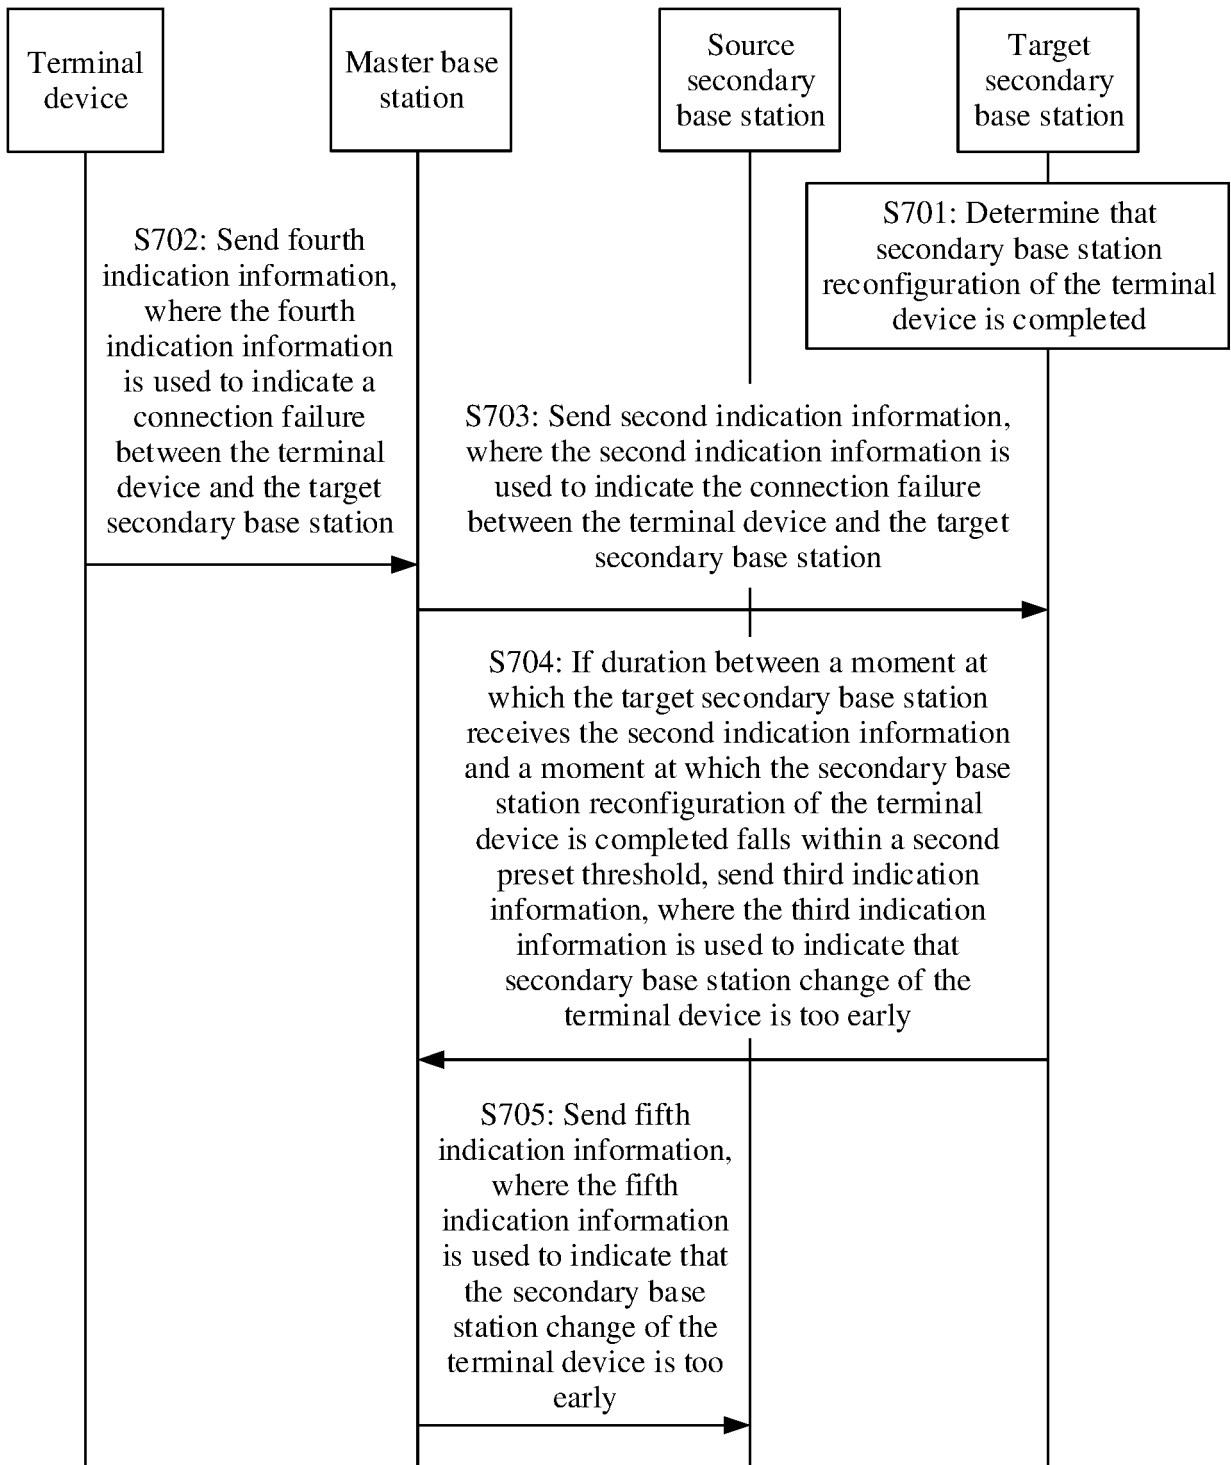 Terminal
device
Master base
station
Source
secondary
base station
Target
secondary
base station
S701: Determine that
secondary base station
reconfiguration of the terminal
device is completed
S702: Send fourth
indication information,
where the fourth
indication information
is used to indicate a
connection failure
between the terminal
device and the target
secondary base station
S703: Send second indication information,
where the second indication information is
used to indicate the connection failure
between the terminal device and the target
secondary base station
S704: If duration between a moment at
which the target secondary base station
receives the second indication information
and a moment at which the secondary base
station reconfiguration of the terminal
device is completed falls within a second
preset threshold, send third indication
information, where the third indication
information is used to indicate that
secondary base station change of the
terminal device is too early
S705: Send fifth
indication information,
where the fifth
indication information
is used to indicate that
the secondary base
station change of the
terminal device is too
early